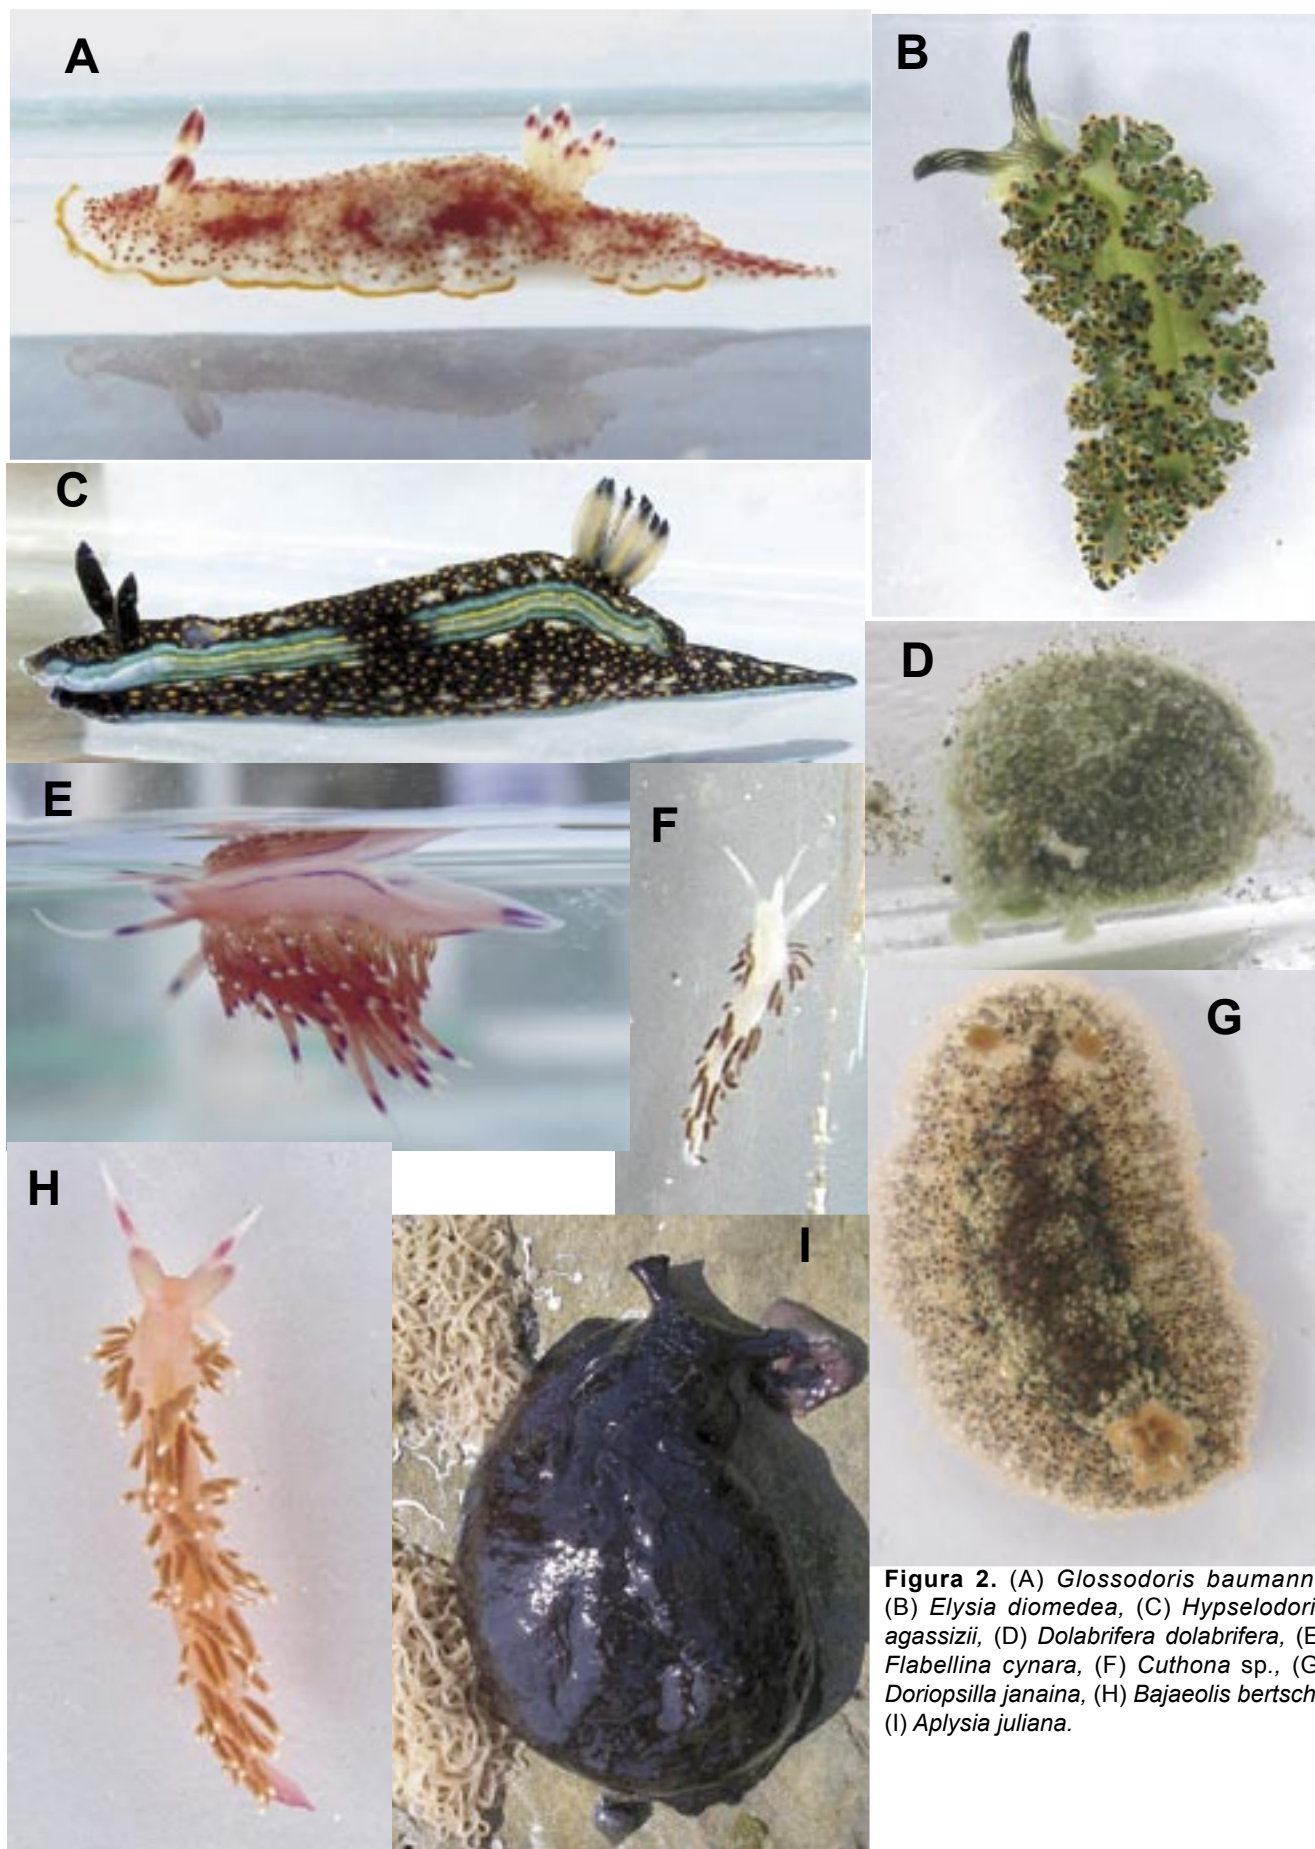 A
B
C
D
E
F
G
H
I
Figura 2. (A) Glossodoris baumann
(B) Elysia diomedea, (C) Hypselodori
agassizii, (D) Dolabrifera dolabrifera, (E
Flabellina cynara, (F) Cuthona sp., (G
Doriopsilla janaina, (H) Bajaeolis bertsch
(I) Aplysia juliana.